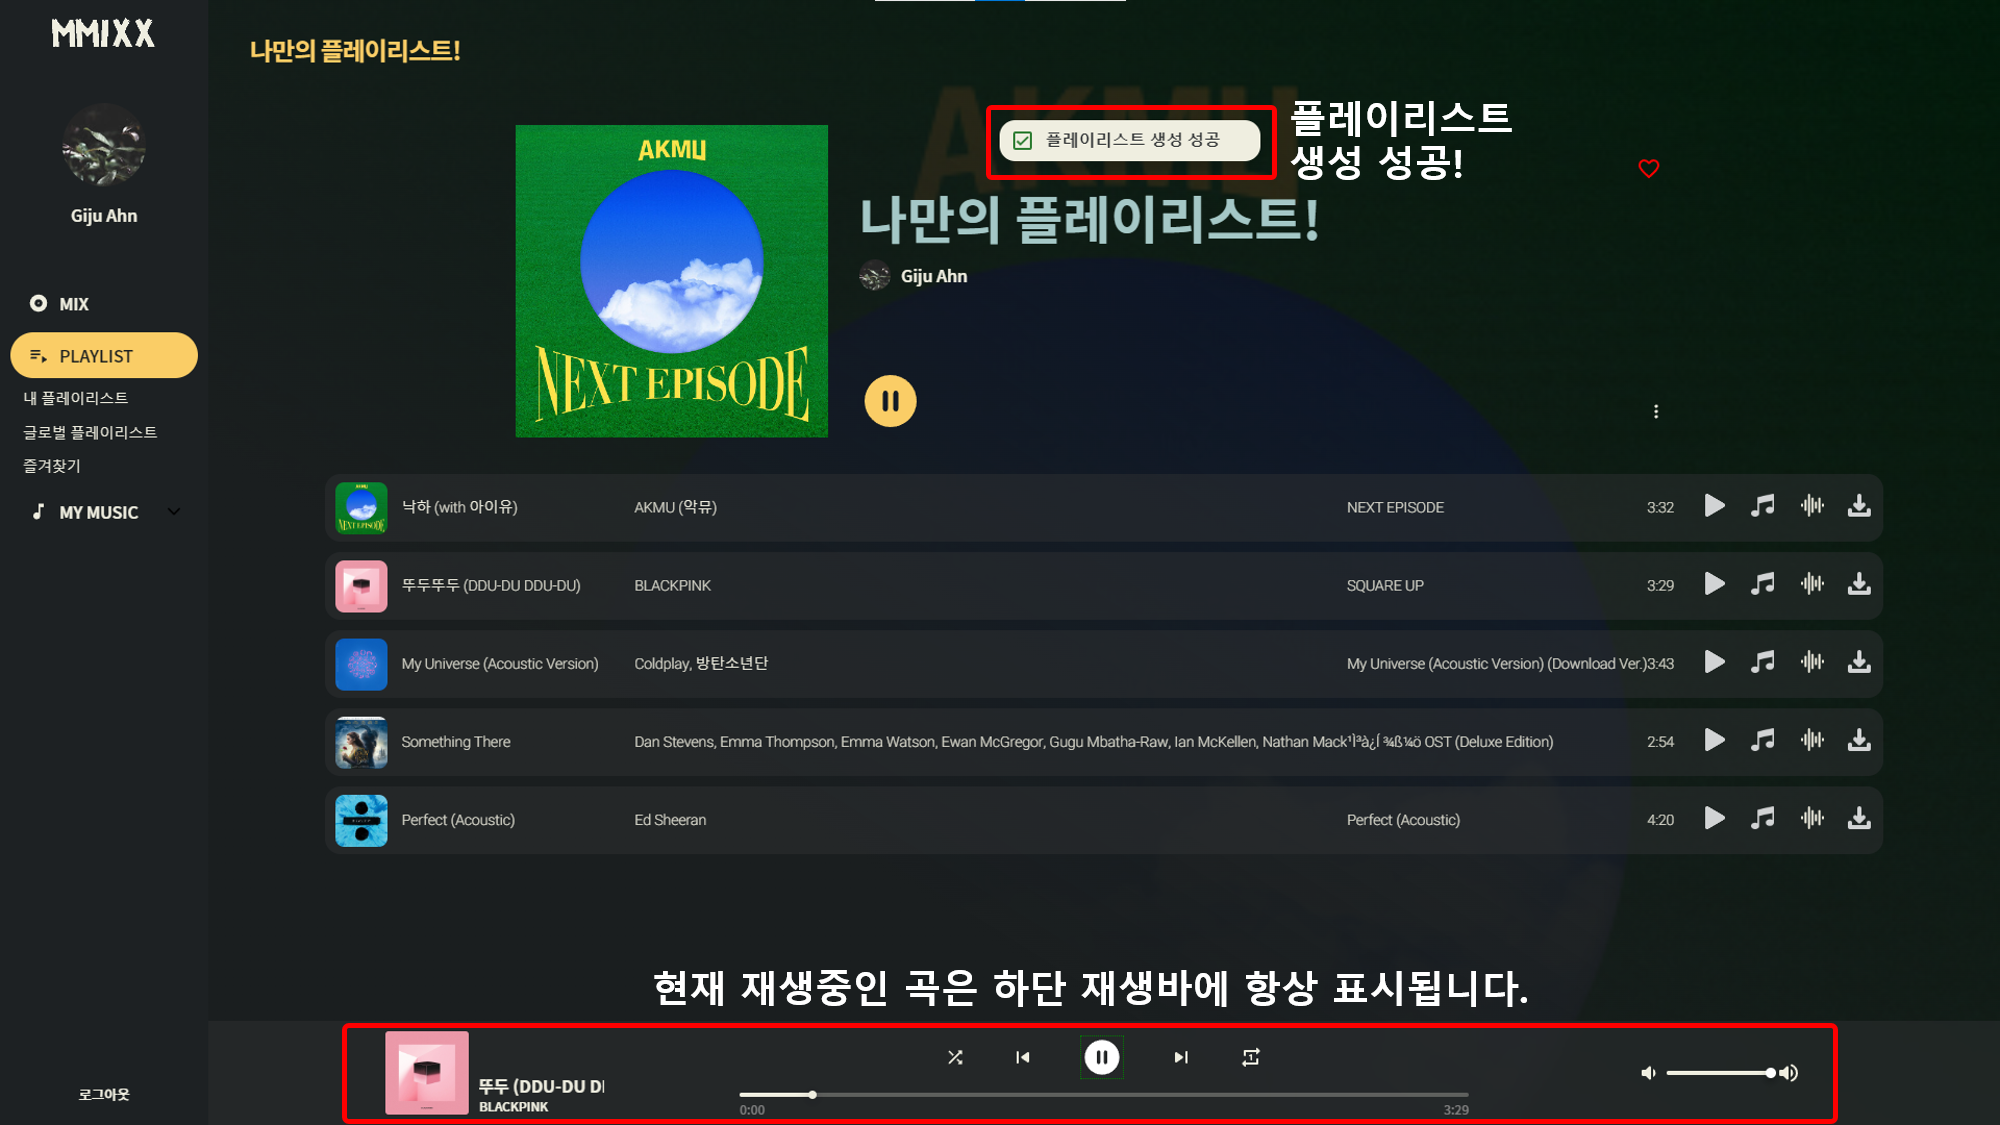 MMIXX
나만의 플레이리스트!
Giju Ahn
MIX
PLAYLIST
내 플레이리스트
글로벌 플레이리스트
즐겨찾기
MY MUSIC
로그아웃
AKMU
AKMU
NEXT EPISODE
플레이리스트 생성 성공
플레이리스트
생성 성공!
나만의 플레이리스트!
Giju Ahn
낙하 (with 아이유) AKMU (악뮤) NEXT EPISODE 3:32
뚜두뚜두 (DDU-DU DDU-DU) BLACKPINK SQUARE UP 3:29
My Universe (Acoustic Version) Coldplay, 방탄소년단 My Universe (Acoustic Version) (Download Ver.) 3:43
Something There Dan Stevens, Emma Thompson, Emma Watson, Ewan McGregor, Gugu Mbatha-Raw, Ian McKellen, Nathan Mack OST (Deluxe Edition) 2:54
Perfect (Acoustic) Ed Sheeran Perfect (Acoustic) 4:20
현재 재생중인 곡은 하단 재생바에 항상 표시됩니다.
뚜두 (DDU-DU D
BLACKPINK
0:00 3:29